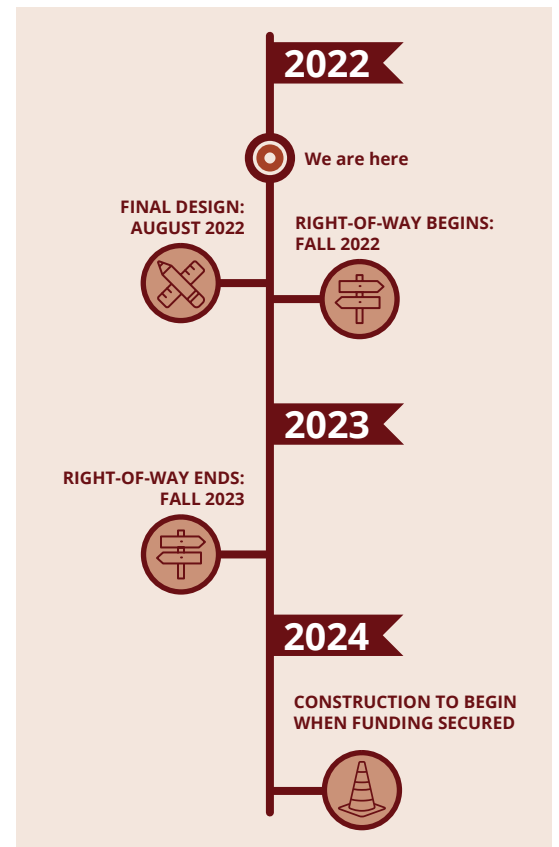 2022
We are here
FINAL DESIGN:
AUGUST 2022
RIGHT-OF-WAY BEGINS:
FALL 2022
2023
RIGHT-OF-WAY ENDS:
FALL 2023
2024
CONSTRUCTION TO BEGIN
WHEN FUNDING SECURED